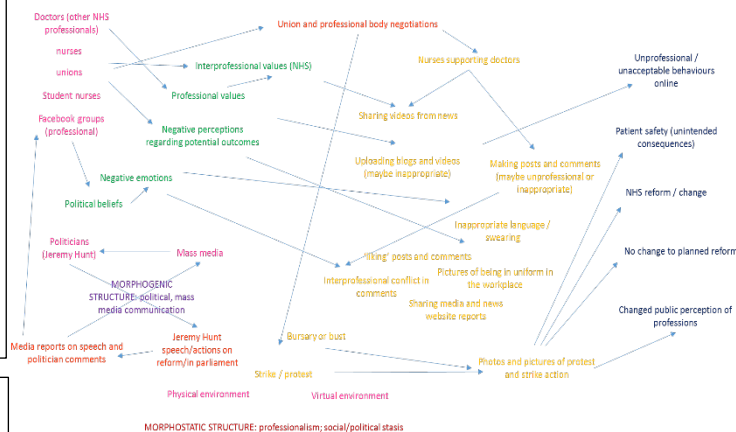 Doctors (other NHS
professionals)
nurses
unions
Student nurses
Facebook groups
(professional)
Union and professional body negotiations
Interprofessional values (NHS)
Professional values
Negative perceptions
regarding potential outcomes
Negative emotions
Political beliefs
Nurses supporting doctors
Sharing videos from news
Uploading blogs and videos
(maybe inappropriate)
Making posts and comments
(maybe unprofessional or
inappropriate)
Inappropriate language /
swearing
'liking' posts and comments
Interprofessional conflict in
comments
Pictures of being in uniform in
the workplace
Sharing media and news
website reports
Unprofessional /
unacceptable behaviours
online
Patient safety (unintended
consequences)
NHS reform / change
No change to planned reform
Changed public perception of
professions
Politicians
(Jeremy Hunt)
Mass media
MORPHOGENIC
STRUCTURE: political, mass
media communication
Media reports on speech and
politician comments
Jeremy Hunt
speech/actions on
reform/in parliament
Bursary or bust
Strike / protest
Photos and pictures of protest
and strike action
Physical environment
Virtual environment
MORPHOSTATIC STRUCTURE: professionalism; social/political stasis